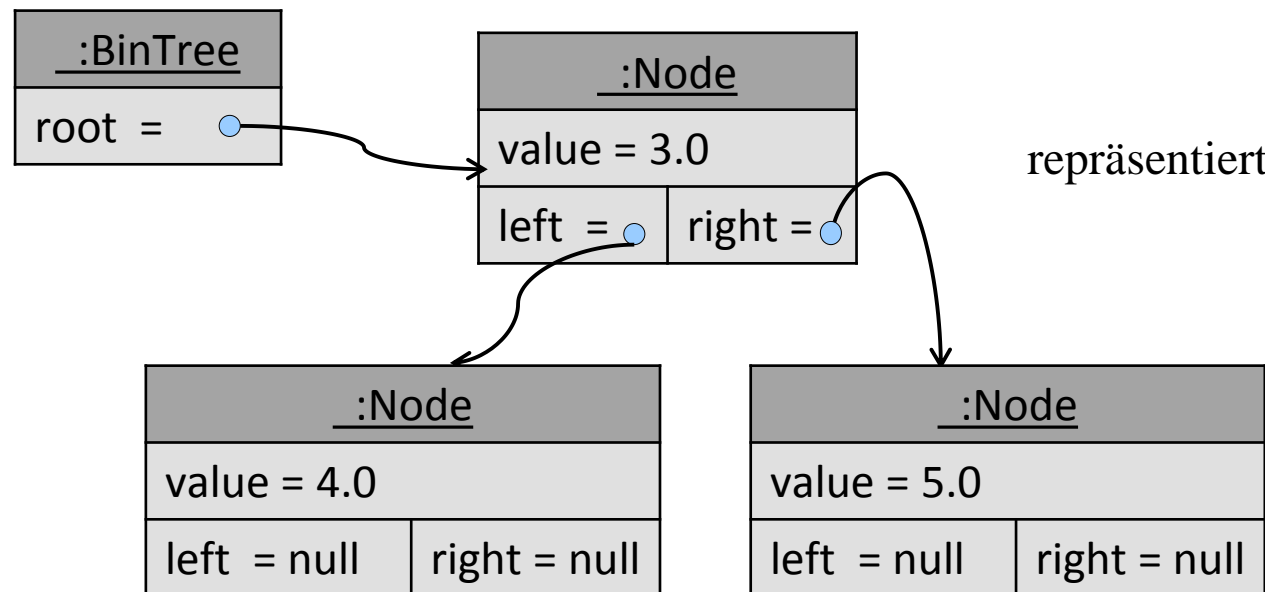 :BinTree
root =
:Node
value = 3.0
left = right =
repräsentiert
:Node
value = 4.0
left = null right = null
:Node
value = 5.0
left = null right = null